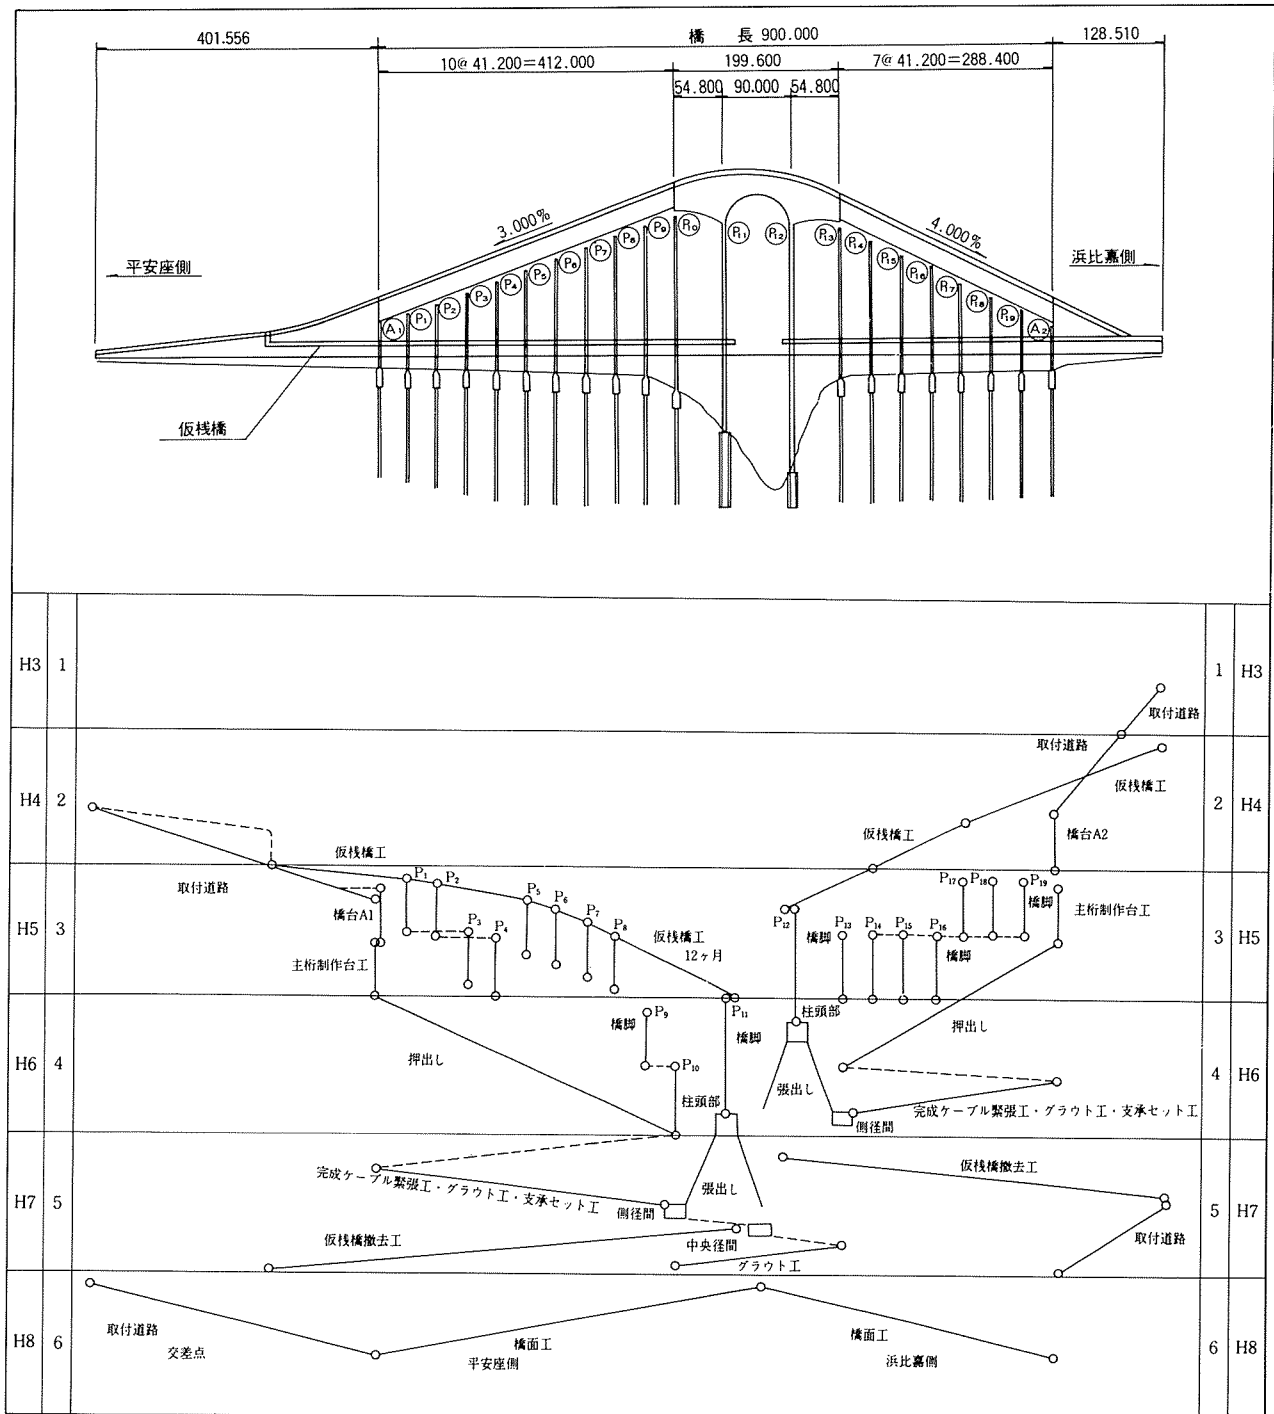 401.556
橋 長 900.000
128.510
10@ 41.200=412.000
199.600
7@ 41.200=288.400
54.800
90.000
54.800
3.000%
4.000%
平安座側
浜比嘉側
A1
P1
P2
P3
P4
P5
P6
P7
P8
P9
P10
P11
P12
P13
P14
P15
P16
P17
P18
P19
A2
仮桟橋
H3 1
1 H3
取付道路
取付道路
H4 2
2 H4
仮桟橋工
仮桟橋工
橋台A2
仮桟橋工
取付道路
橋台A1
P1
P2
P3
P4
P5
P6
P7
P8
仮桟橋工
12ヶ月
P12
橋脚
P13
P14
P15
P16
橋脚
P17
P18
P19
橋脚
主桁制作台工
H5 3
3 H5
主桁制作台工
P9
橋脚
P10
P11
橋脚
柱頭部
押出し
H6 4
4 H6
押出し
柱頭部
張出し
側径間
完成ケーブル緊張工・グラウト工・支承セット工
仮桟橋撤去工
完成ケーブル緊張工・グラウト工・支承セット工
張出し
側径間
H7 5
5 H7
仮桟橋撤去工
中央径間
グラウト工
取付道路
H8 6
6 H8
取付道路
交差点
橋面工
平安座側
橋面工
浜比嘉側